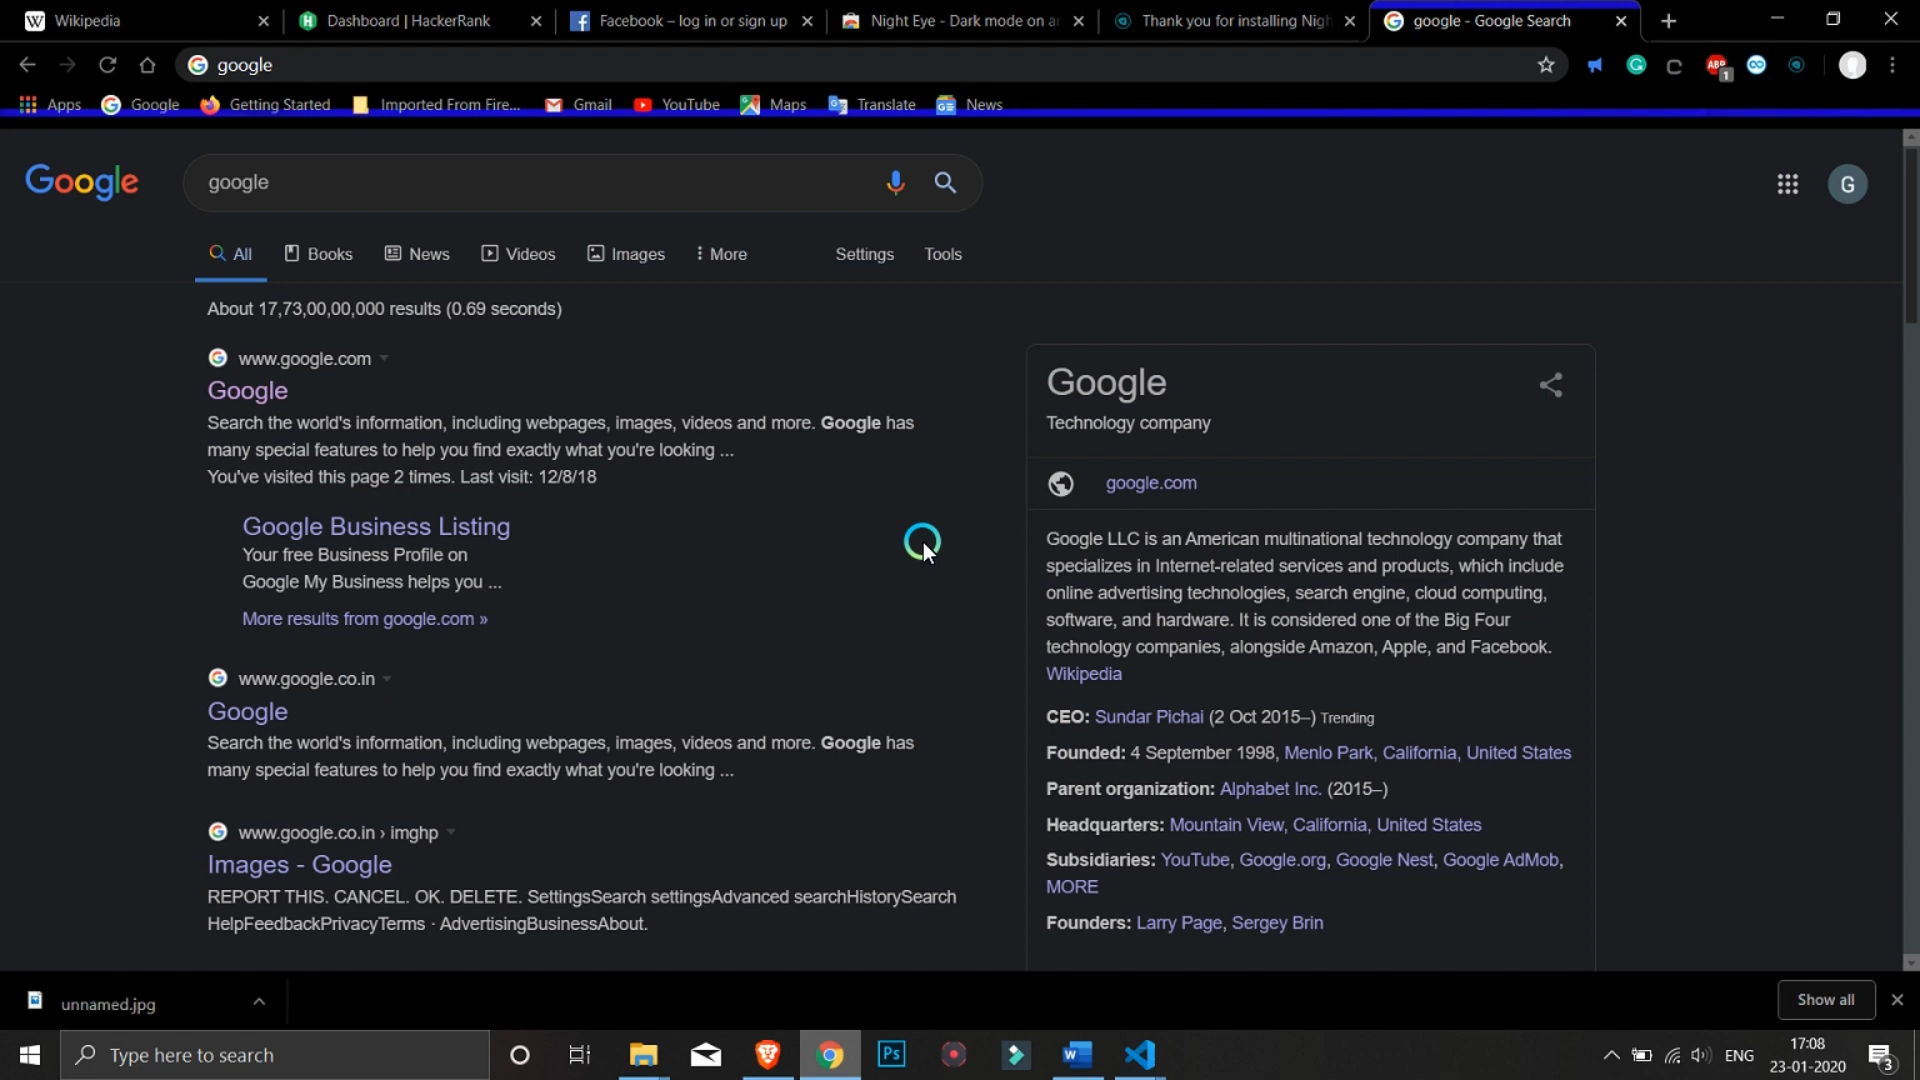 Wikipedia
Dashboard | HackerRank
Facebook – log in or sign up
Night Eye - Dark mode on
Thank you for installing Nigh
google - Google Search
google
ABP
1
Apps
Google
Getting Started
Imported From Fire...
Gmail
YouTube
Maps
Translate
News
Google
google
G
All
Books
News
Videos
Images
More
Settings
Tools
About 17,73,00,00,000 results (0.69 seconds)
www.google.com
Google
Search the world's information, including webpages, images, videos and more. Google has
many special features to help you find exactly what you're looking ...
You've visited this page 2 times. Last visit: 12/8/18
Google Business Listing
Your free Business Profile on
Google My Business helps you ...
More results from google.com »
www.google.co.in
Google
Search the world's information, including webpages, images, videos and more. Google has
many special features to help you find exactly what you're looking ...
www.google.co.in › imghp
Images - Google
REPORT THIS. CANCEL. OK. DELETE. SettingsSearch settingsAdvanced searchHistorySearch
HelpFeedbackPrivacyTerms · AdvertisingBusinessAbout.
Google
Technology company
google.com
Google LLC is an American multinational technology company that
specializes in Internet-related services and products, which include
online advertising technologies, search engine, cloud computing,
software, and hardware. It is considered one of the Big Four
technology companies, alongside Amazon, Apple, and Facebook.
Wikipedia
CEO: Sundar Pichai (2 Oct 2015–) Trending
Founded: 4 September 1998, Menlo Park, California, United States
Parent organization: Alphabet Inc. (2015–)
Headquarters: Mountain View, California, United States
Subsidiaries: YouTube, Google.org, Google Nest, Google AdMob,
MORE
Founders: Larry Page, Sergey Brin
unnamed.jpg
Show all
Type here to search
Ps
ENG
17:08
23-01-2020
3